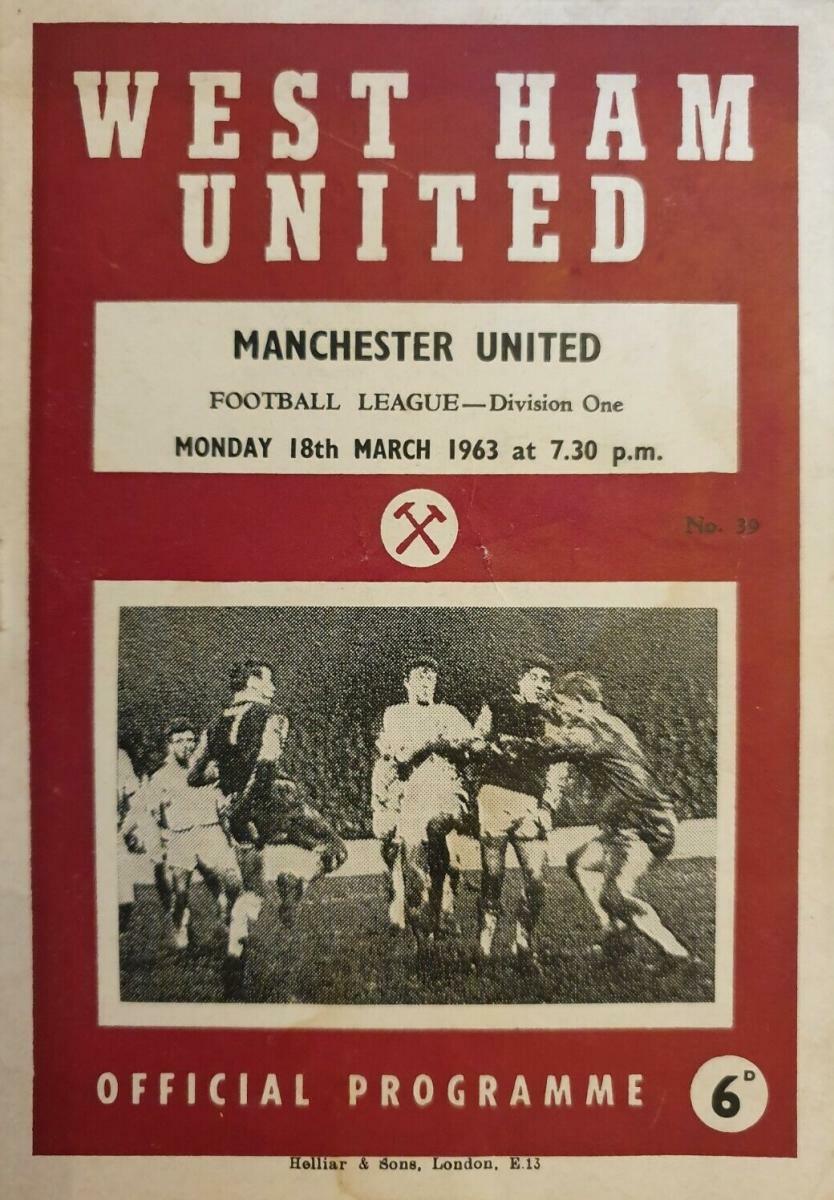 WEST HAM
UNITED
MANCHESTER UNITED
FOOTBALL LEAGUE—Division One
MONDAY 18th MARCH 1963 at 7.30 p.m.
No. 39
OFFICIAL PROGRAMME
6D
Helliar & Sons, London, E.13